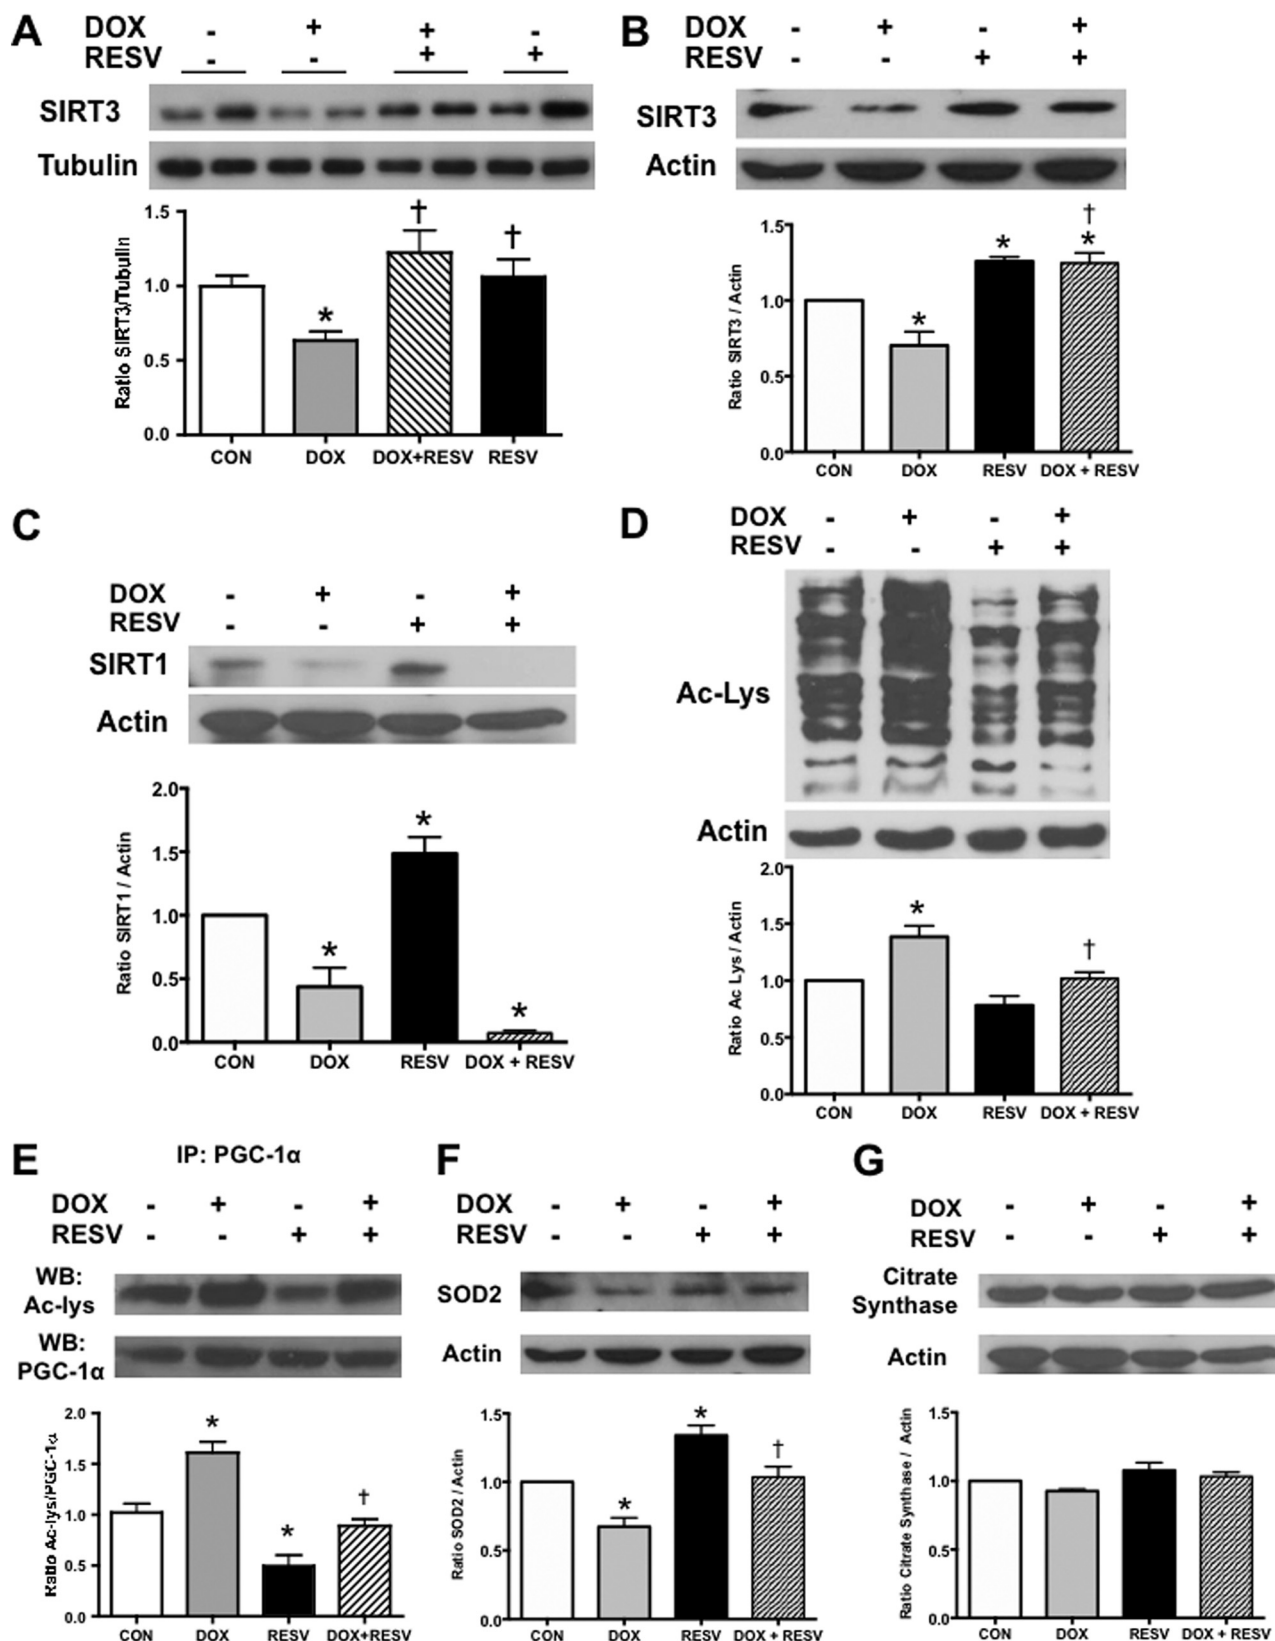 A
DOX - + + -
RESV - - + +
SIRT3
Tubulin
Ratio SIRT3/Tubulin
1.5
1.0
0.5
0.0
* † †
CON DOX DOX+RESV RESV
B
DOX - + - +
RESV - - + +
SIRT3
Actin
Ratio SIRT3 / Actin
1.5
1.0
0.5
0.0
* * † *
CON DOX RESV DOX + RESV
C
DOX - + - +
RESV - - + +
SIRT1
Actin
Ratio SIRT1 / Actin
2.0
1.5
1.0
0.5
0.0
* * *
CON DOX RESV DOX + RESV
D
DOX - + - +
RESV - - + +
Ac-Lys
Actin
Ratio Ac Lys / Actin
2.0
1.5
1.0
0.5
0.0
* †
CON DOX RESV DOX + RESV
E
IP: PGC-1α
DOX - + - +
RESV - - + +
WB:
Ac-lys
WB:
PGC-1α
Ratio Ac-lys/PGC-1α
2.0
1.5
1.0
0.5
0.0
* * †
CON DOX RESV DOX+RESV
F
DOX - + - +
RESV - - + +
SOD2
Actin
Ratio SOD2 / Actin
1.5
1.0
0.5
0.0
* * †
CON DOX RESV DOX + RESV
G
DOX - + - +
RESV - - + +
Citrate
Synthase
Actin
Ratio Citrate Synthase / Actin
1.5
1.0
0.5
0.0
CON DOX RESV DOX + RESV